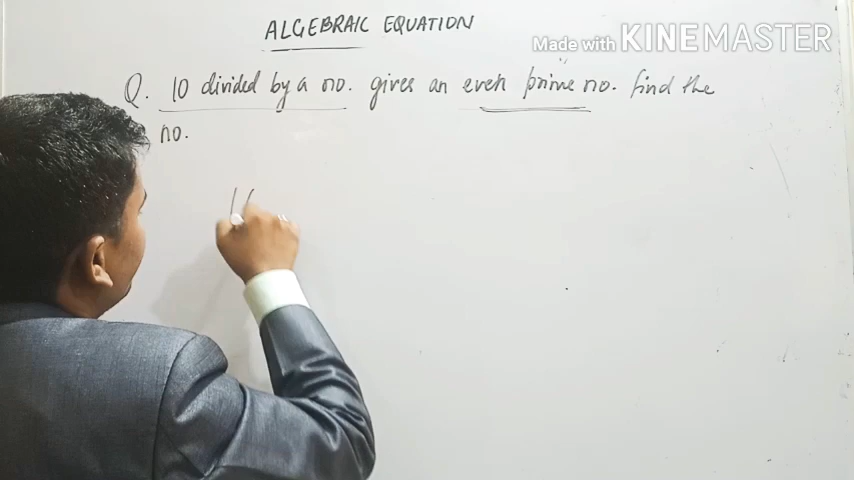 ALGEBRAIC EQUATION
Made with KINEMASTER
Q. 10 divided by a no. gives an even prime no. find the
no.